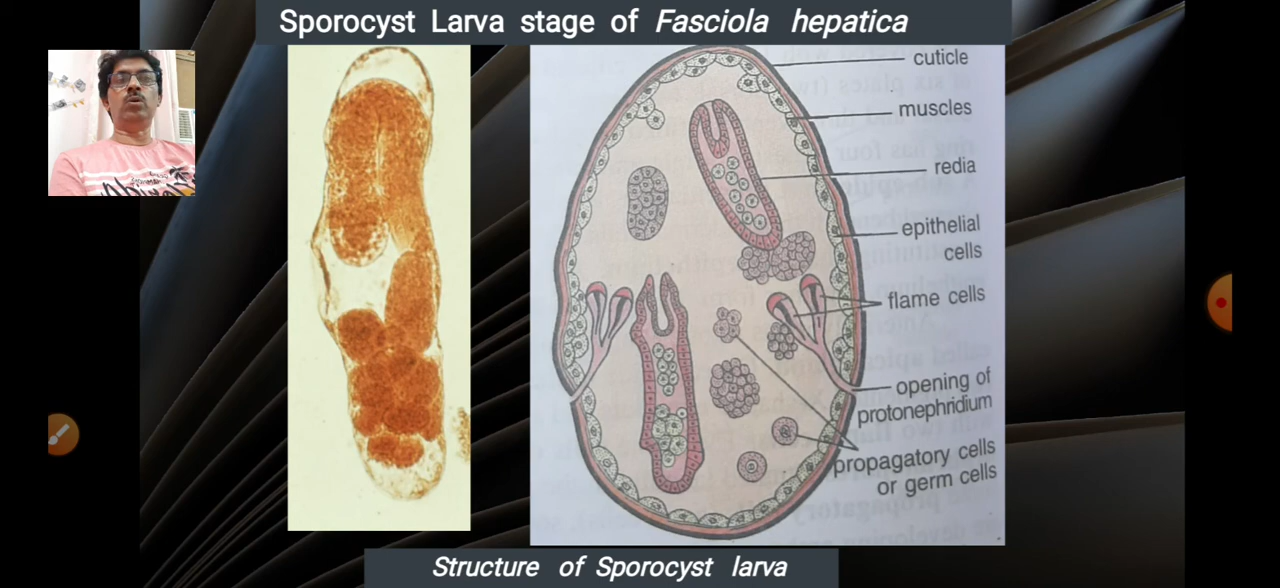 Sporocyst Larva stage of Fasciola hepatica
cuticle
muscles
redia
epithelial
cells
flame cells
opening of
protonephridium
propagatory cells
or germ cells
Structure of Sporocyst larva